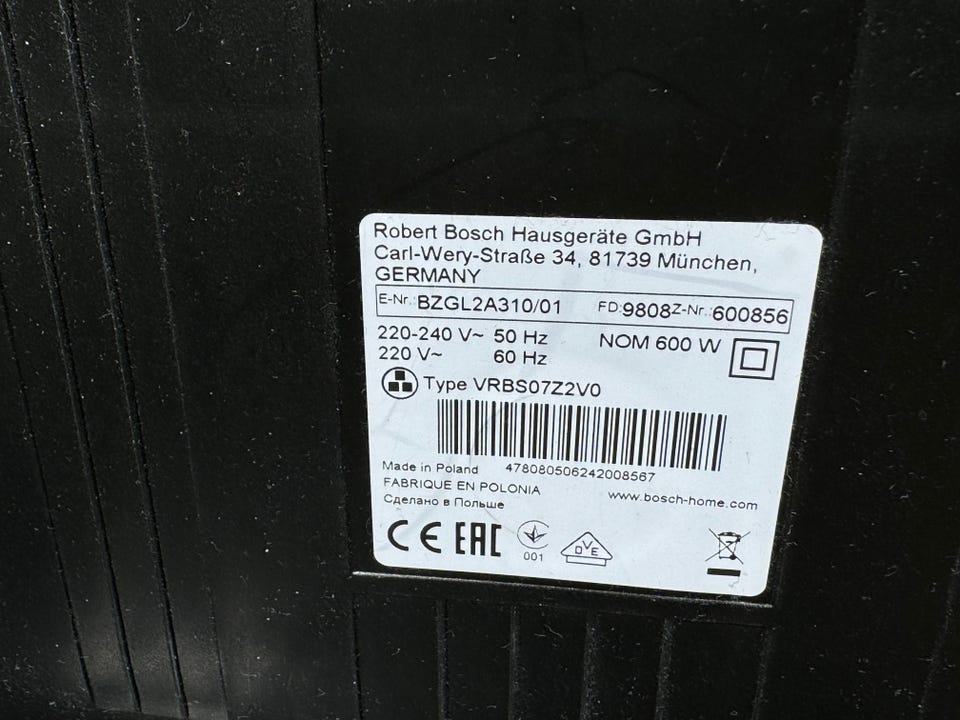 Robert Bosch Hausgeräte GmbH
Carl-Wery-Straße 34, 81739 München,
GERMANY
E-Nr.: BZGL2A310/01 FD:9808 Z-Nr.:600856
220-240 V~ 50 Hz NOM 600 W
220 V~ 60 Hz
Type VRBS07Z2V0
Made in Poland 478080506242008567
FABRIQUE EN POLONIA www.bosch-home.com
Сделано в Польше
CE EAC 001 OVE